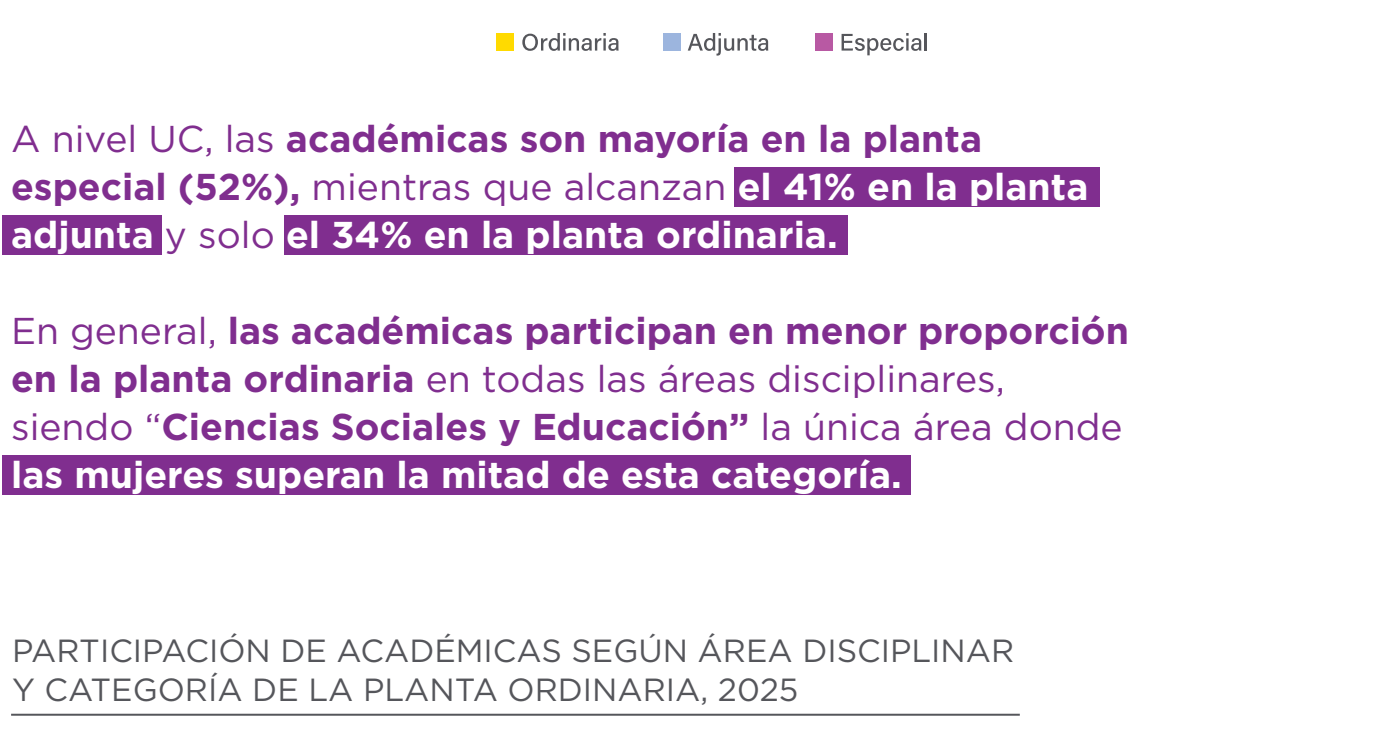 Ordinaria Adjunta Especial
A nivel UC, las académicas son mayoría en la planta
especial (52%), mientras que alcanzan el 41% en la planta
adjunta y solo el 34% en la planta ordinaria.
En general, las académicas participan en menor proporción
en la planta ordinaria en todas las áreas disciplinares,
siendo “Ciencias Sociales y Educación” la única área donde
las mujeres superan la mitad de esta categoría.
PARTICIPACIÓN DE ACADÉMICAS SEGÚN ÁREA DISCIPLINAR
Y CATEGORÍA DE LA PLANTA ORDINARIA, 2025